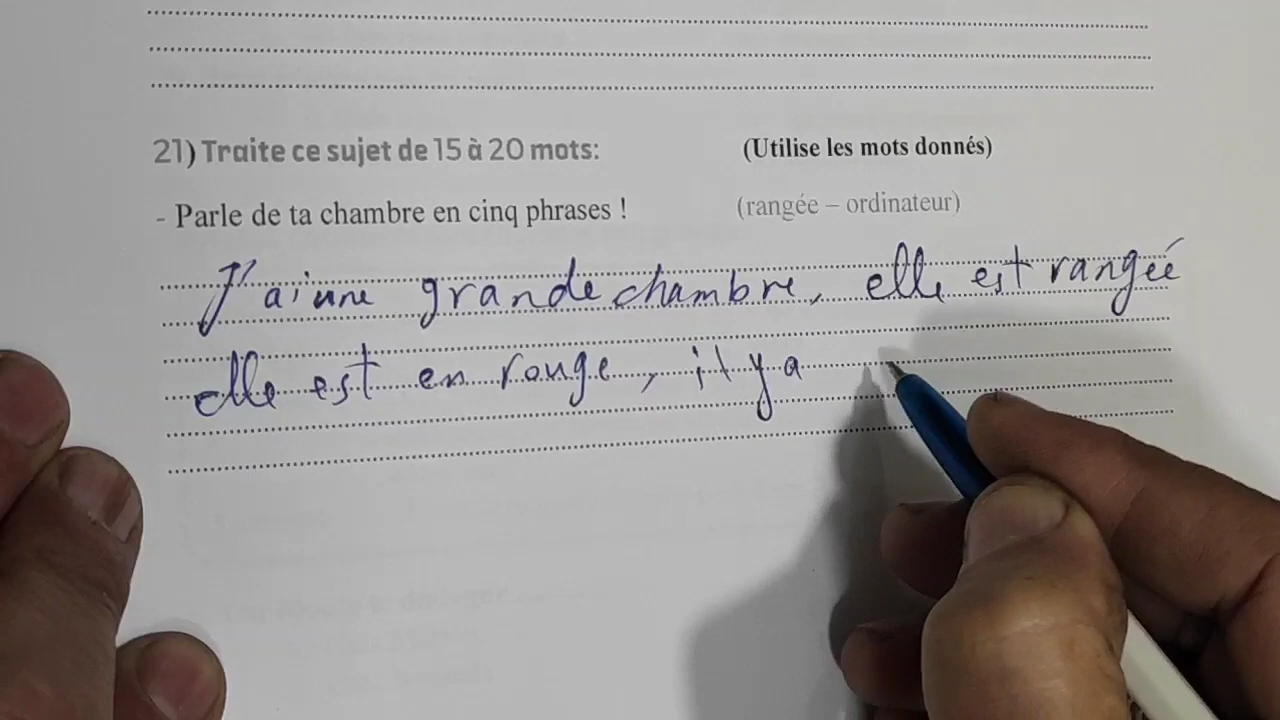 21) Traite ce sujet de 15 à 20 mots: (Utilise les mots donnés)
- Parle de ta chambre en cinq phrases ! (rangée – ordinateur)
J'ai une grande chambre, elle est rangée
elle est en rouge, il y a